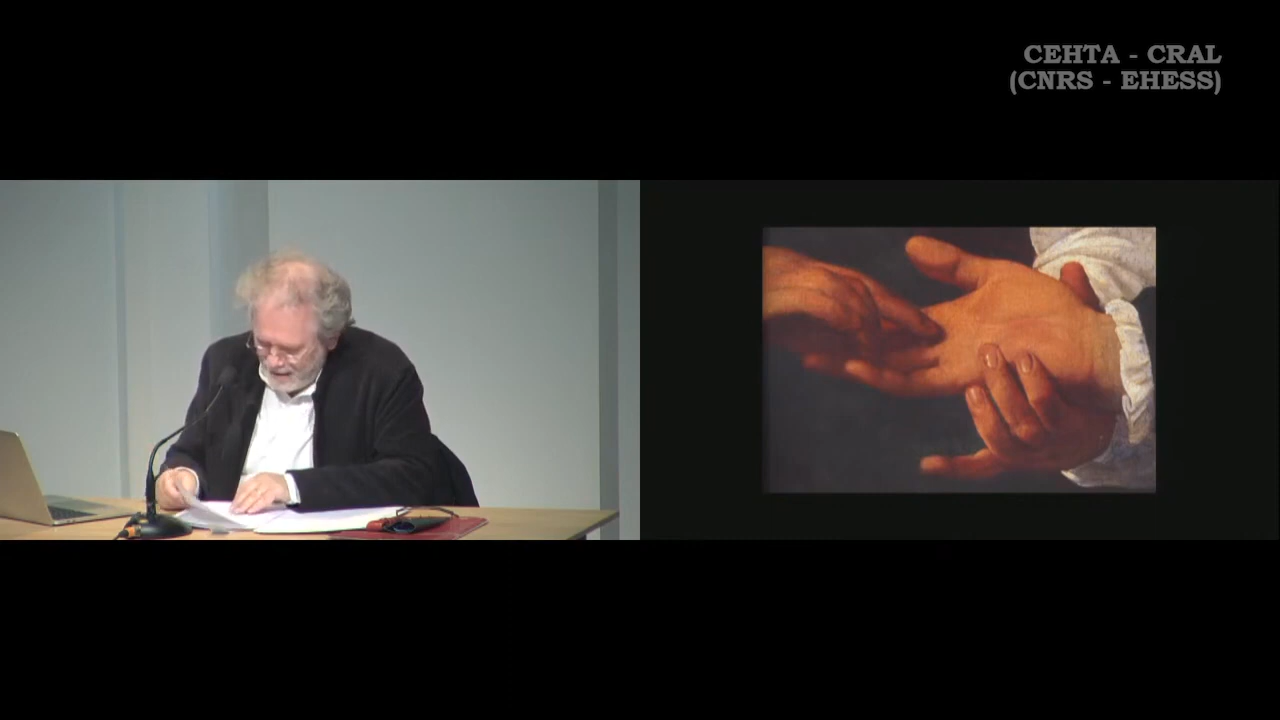 CEHTA - CRAL
(CNRS - EHESS)